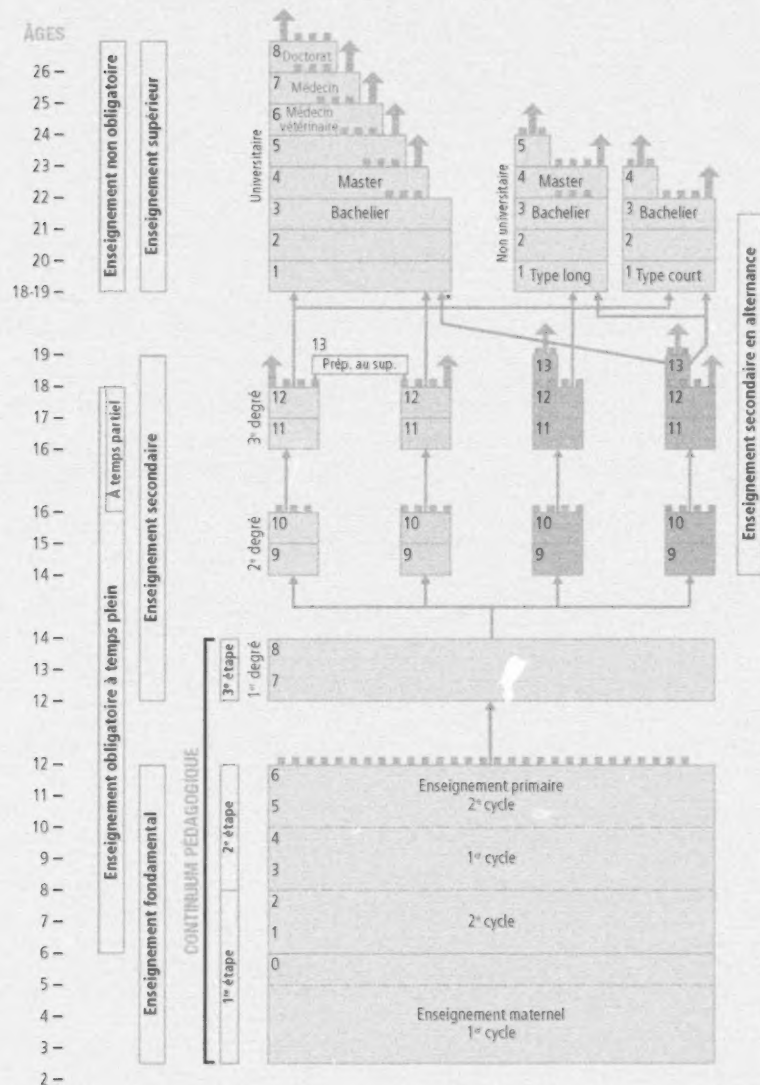 ÂGES
8 Doctorat
26 –
7 Médecin
25 –
6 Médecin
vétérinaire
24 –
5
5
23 –
4 Master
4 Master
4
22 –
3 Bachelier
3 Bachelier
3 Bachelier
21 –
2
2
2
20 –
1
1 Type long
1 Type court
18-19 –
Enseignement non obligatoire
Enseignement supérieur
Universitaire
Non universitaire
Enseignement secondaire en alternance
19 –
13
Prép. au sup.
13
13
18 –
12
12
12
12
17 –
11
11
11
11
16 –
3e degré
À temps partiel
Enseignement secondaire
16 –
10
10
10
10
15 –
9
9
9
9
14 –
2e degré
Enseignement obligatoire à temps plein
14 –
8
13 –
7
12 –
3e étape
1er degré
CONTINUUM PÉDAGOGIQUE
12 –
6
Enseignement primaire
11 –
5
2e cycle
10 –
4
9 –
1er cycle
3
8 –
2
7 –
2e cycle
1
6 –
0
5 –
4 –
Enseignement maternel
1er cycle
3 –
2 –
Enseignement fondamental
2e étape
1re étape